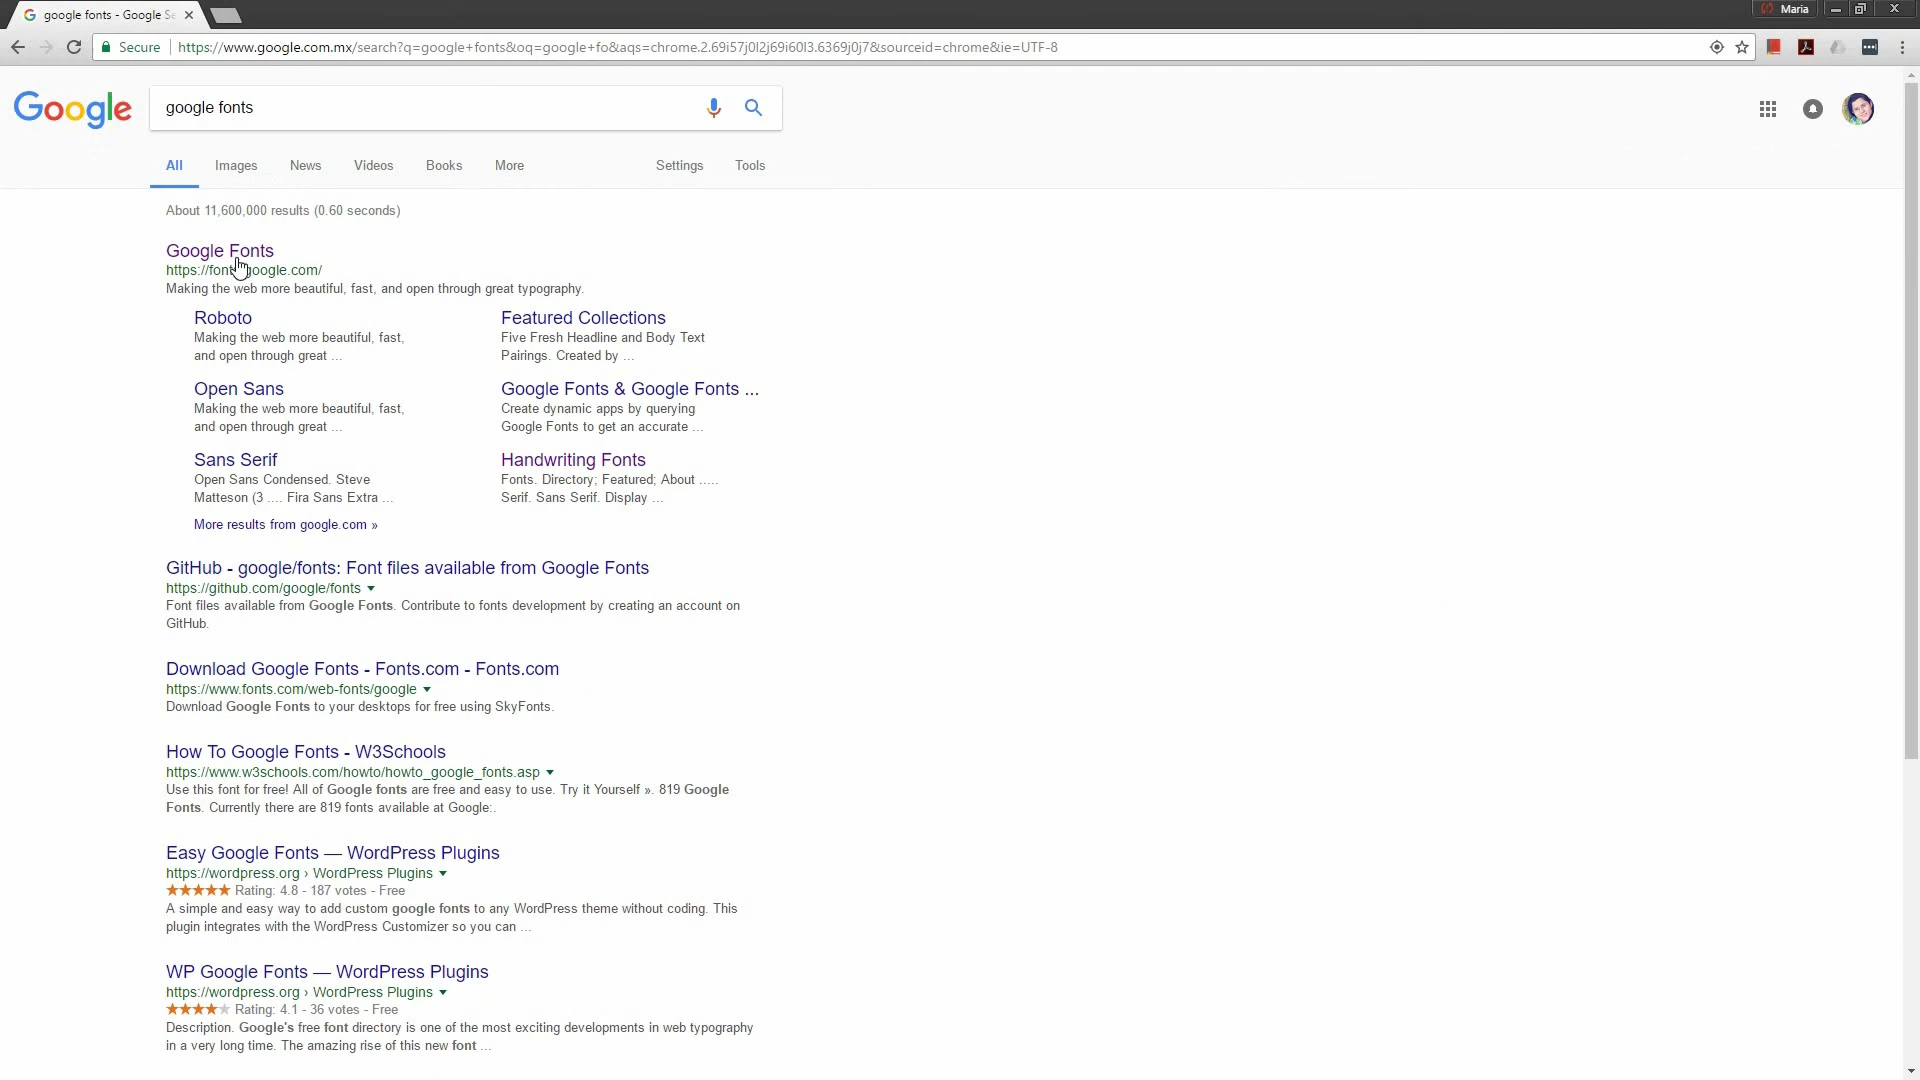 google fonts - Google Se
Maria
Secure
https://www.google.com.mx/search?q=google+fonts&oq=google+fo&aqs=chrome.2.69i57j0l2j69i60l3.6369j0j7&sourceid=chrome&ie=UTF-8
Google
google fonts
All Images News Videos Books More Settings Tools
About 11,600,000 results (0.60 seconds)
Google Fonts
https://fonts.google.com/
Making the web more beautiful, fast, and open through great typography.
Roboto
Making the web more beautiful, fast,
and open through great ...
Featured Collections
Five Fresh Headline and Body Text
Pairings. Created by ...
Open Sans
Making the web more beautiful, fast,
and open through great ...
Google Fonts & Google Fonts ...
Create dynamic apps by querying
Google Fonts to get an accurate ...
Sans Serif
Open Sans Condensed. Steve
Matteson (3 .... Fira Sans Extra ...
Handwriting Fonts
Fonts. Directory; Featured; About .....
Serif. Sans Serif. Display ...
More results from google.com »
GitHub - google/fonts: Font files available from Google Fonts
https://github.com/google/fonts
Font files available from Google Fonts. Contribute to fonts development by creating an account on
GitHub.
Download Google Fonts - Fonts.com - Fonts.com
https://www.fonts.com/web-fonts/google
Download Google Fonts to your desktops for free using SkyFonts.
How To Google Fonts - W3Schools
https://www.w3schools.com/howto/howto_google_fonts.asp
Use this font for free! All of Google fonts are free and easy to use. Try it Yourself ». 819 Google
Fonts. Currently there are 819 fonts available at Google:.
Easy Google Fonts — WordPress Plugins
https://wordpress.org › WordPress Plugins
Rating: 4.8 - 187 votes - Free
A simple and easy way to add custom google fonts to any WordPress theme without coding. This
plugin integrates with the WordPress Customizer so you can ...
WP Google Fonts — WordPress Plugins
https://wordpress.org › WordPress Plugins
Rating: 4.1 - 36 votes - Free
Description. Google's free font directory is one of the most exciting developments in web typography
in a very long time. The amazing rise of this new font ...